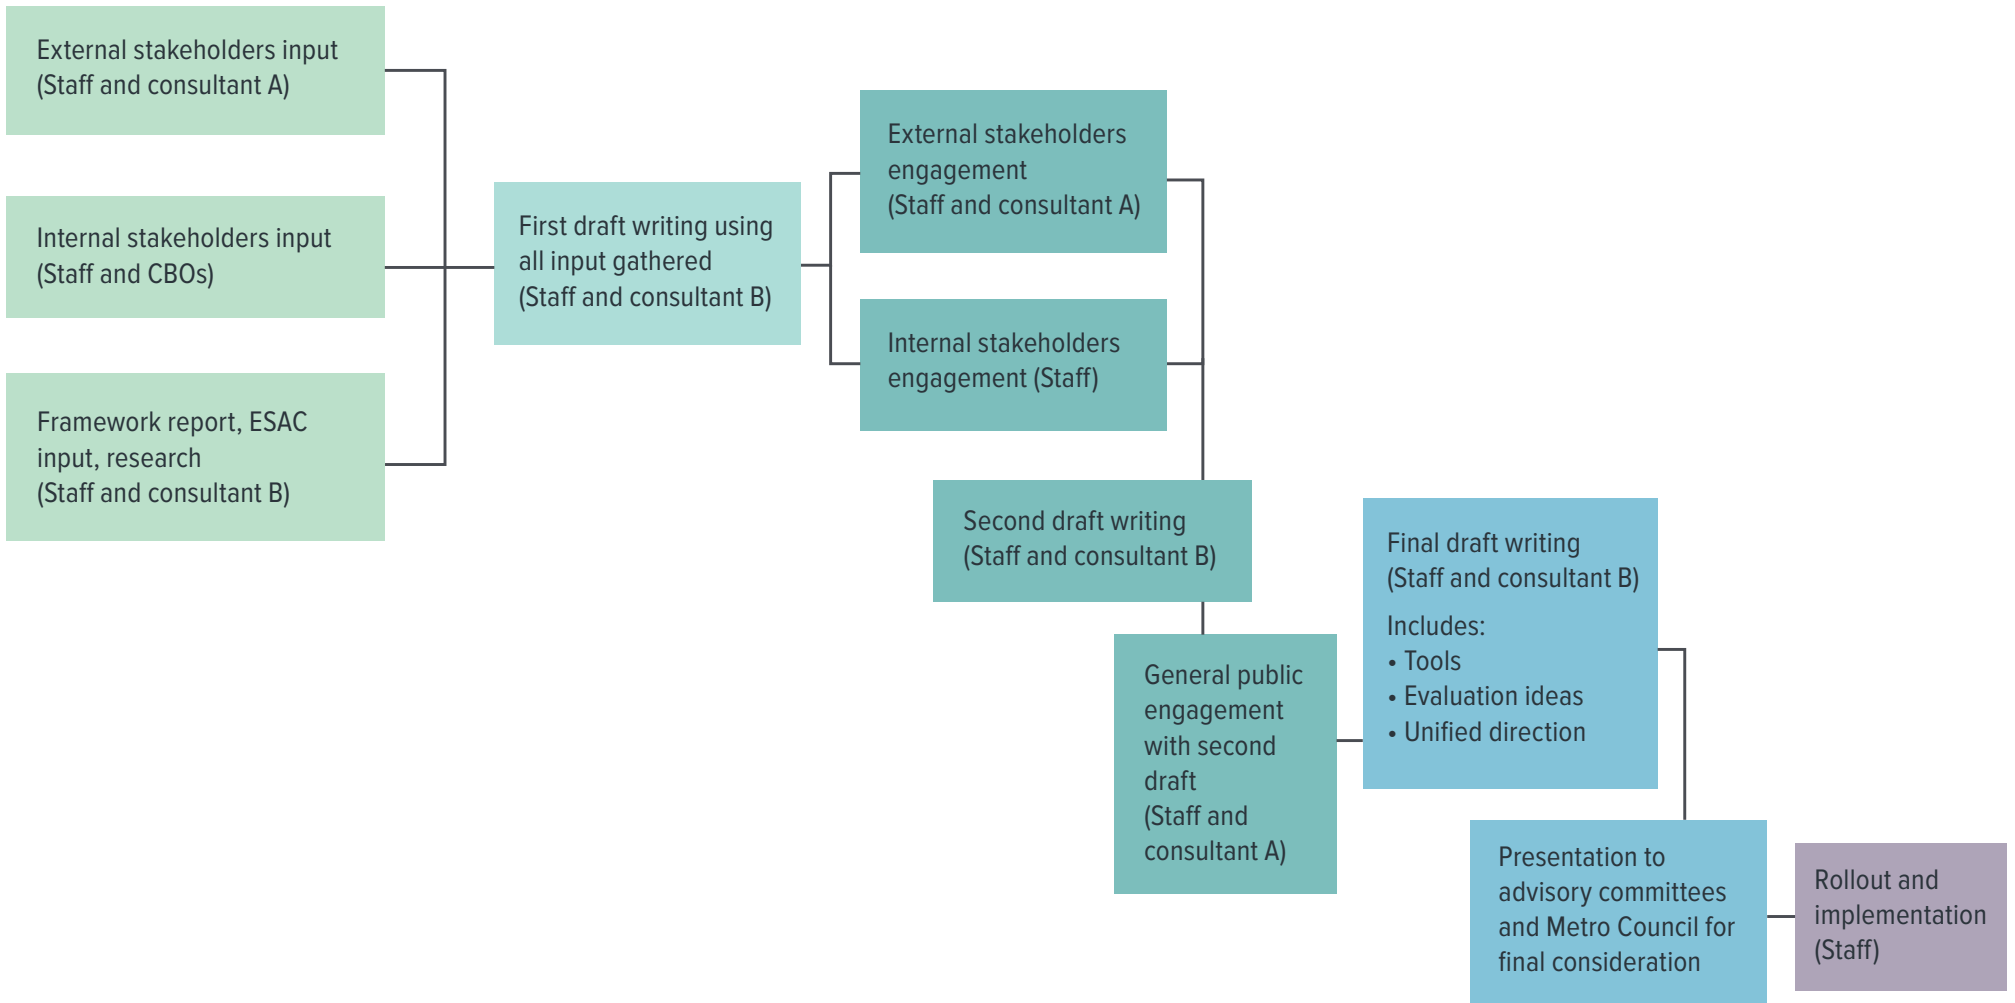 External stakeholders input
(Staff and consultant A)
Internal stakeholders input
(Staff and CBOs)
Framework report, ESAC
input, research
(Staff and consultant B)
First draft writing using
all input gathered
(Staff and consultant B)
External stakeholders
engagement
(Staff and consultant A)
Internal stakeholders
engagement (Staff)
Second draft writing
(Staff and consultant B)
General public
engagement
with second
draft
(Staff and
consultant A)
Final draft writing
(Staff and consultant B)
Includes:
• Tools
• Evaluation ideas
• Unified direction
Presentation to
advisory committees
and Metro Council for
final consideration
Rollout and
implementation
(Staff)